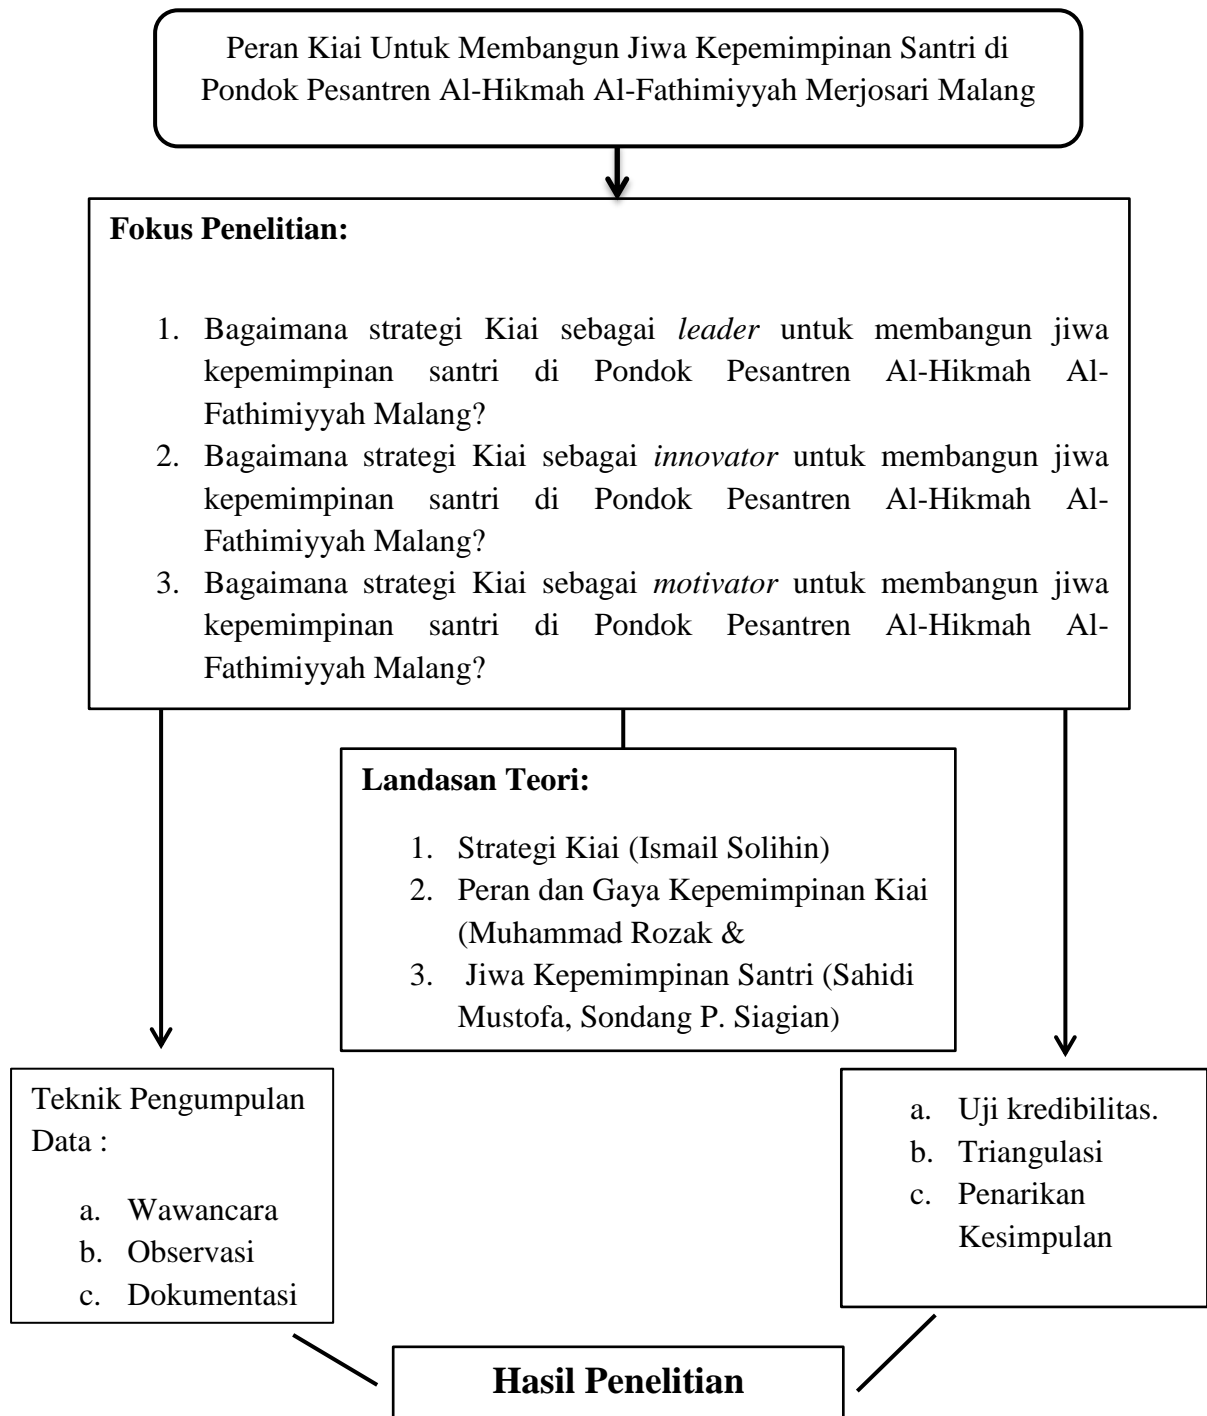 Peran Kiai Untuk Membangun Jiwa Kepemimpinan Santri di
Pondok Pesantren Al-Hikmah Al-Fathimiyyah Merjosari Malang
Fokus Penelitian:
1. Bagaimana strategi Kiai sebagai leader untuk membangun jiwa
kepemimpinan santri di Pondok Pesantren Al-Hikmah Al-
Fathimiyyah Malang?
2. Bagaimana strategi Kiai sebagai innovator untuk membangun jiwa
kepemimpinan santri di Pondok Pesantren Al-Hikmah Al-
Fathimiyyah Malang?
3. Bagaimana strategi Kiai sebagai motivator untuk membangun jiwa
kepemimpinan santri di Pondok Pesantren Al-Hikmah Al-
Fathimiyyah Malang?
Landasan Teori:
1. Strategi Kiai (Ismail Solihin)
2. Peran dan Gaya Kepemimpinan Kiai
(Muhammad Rozak &
3. Jiwa Kepemimpinan Santri (Sahidi
Mustofa, Sondang P. Siagian)
Teknik Pengumpulan
Data :
a. Wawancara
b. Observasi
c. Dokumentasi
a. Uji kredibilitas.
b. Triangulasi
c. Penarikan
Kesimpulan
Hasil Penelitian